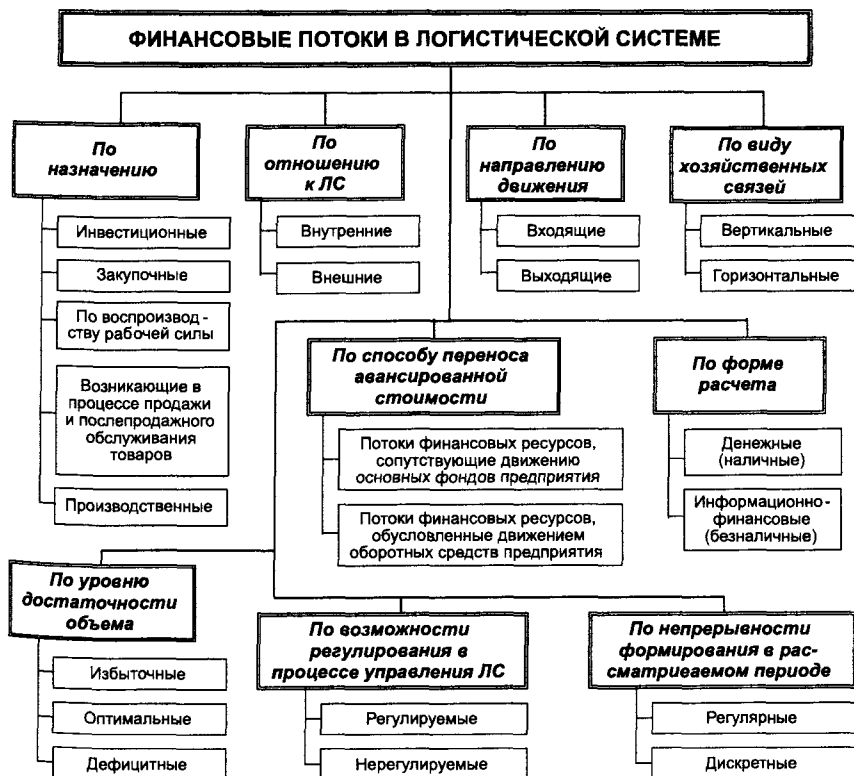 ФИНАНСОВЫЕ ПОТОКИ В ЛОГИСТИЧЕСКОЙ СИСТЕМЕ
По
назначению
Инвестиционные
Закупочные
По воспроизвод -
ству рабочей силы
Возникающие в
процессе продажи
и послепродажного
обслуживания
товаров
Производственные
По
отношению
к ЛС
Внутренние
Внешние
По
направлению
движения
Входящие
Выходящие
По виду
хозяйственных
связей
Вертикальные
Горизонтальные
По способу переноса
авансированной
стоимости
Потоки финансовых ресурсов,
сопутствующие движению
основных фондов предприятия
Потоки финансовых ресурсов,
обусловленные движением
оборотных средств предприятия
По форме
расчета
Денежные
(наличные)
Информационно-
финансовые
(безналичные)
По уровню
достаточности
объема
Избыточные
Оптимальные
Дефицитные
По возможности
регулирования в
процессе управления ЛС
Регулируемые
Нерегулируемые
По непрерывности
формирования в рас-
сматриваемом периоде
Регулярные
Дискретные